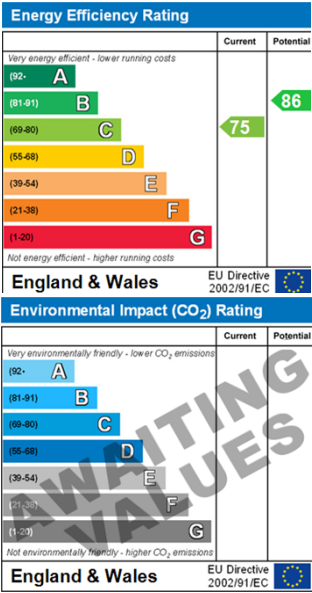 Energy Efficiency Rating
Current Potential
Very energy efficient - lower running costs
(92- A
(81-91) B 86
(69-80) C 75
(55-68) D
(39-54) E
(21-38) F
(1-20) G
Not energy efficient - higher running costs
England & Wales EU Directive
2002/91/EC
Environmental Impact (CO2) Rating
Current Potential
Very environmentally friendly - lower CO2 emissions
(92- A
(81-91) B
(69-80) C
(55-68) D
(39-54) E
(21-38) F
(1-20) G
AWAITING
VALUES
Not environmentally friendly - higher CO2 emissions
England & Wales EU Directive
2002/91/EC